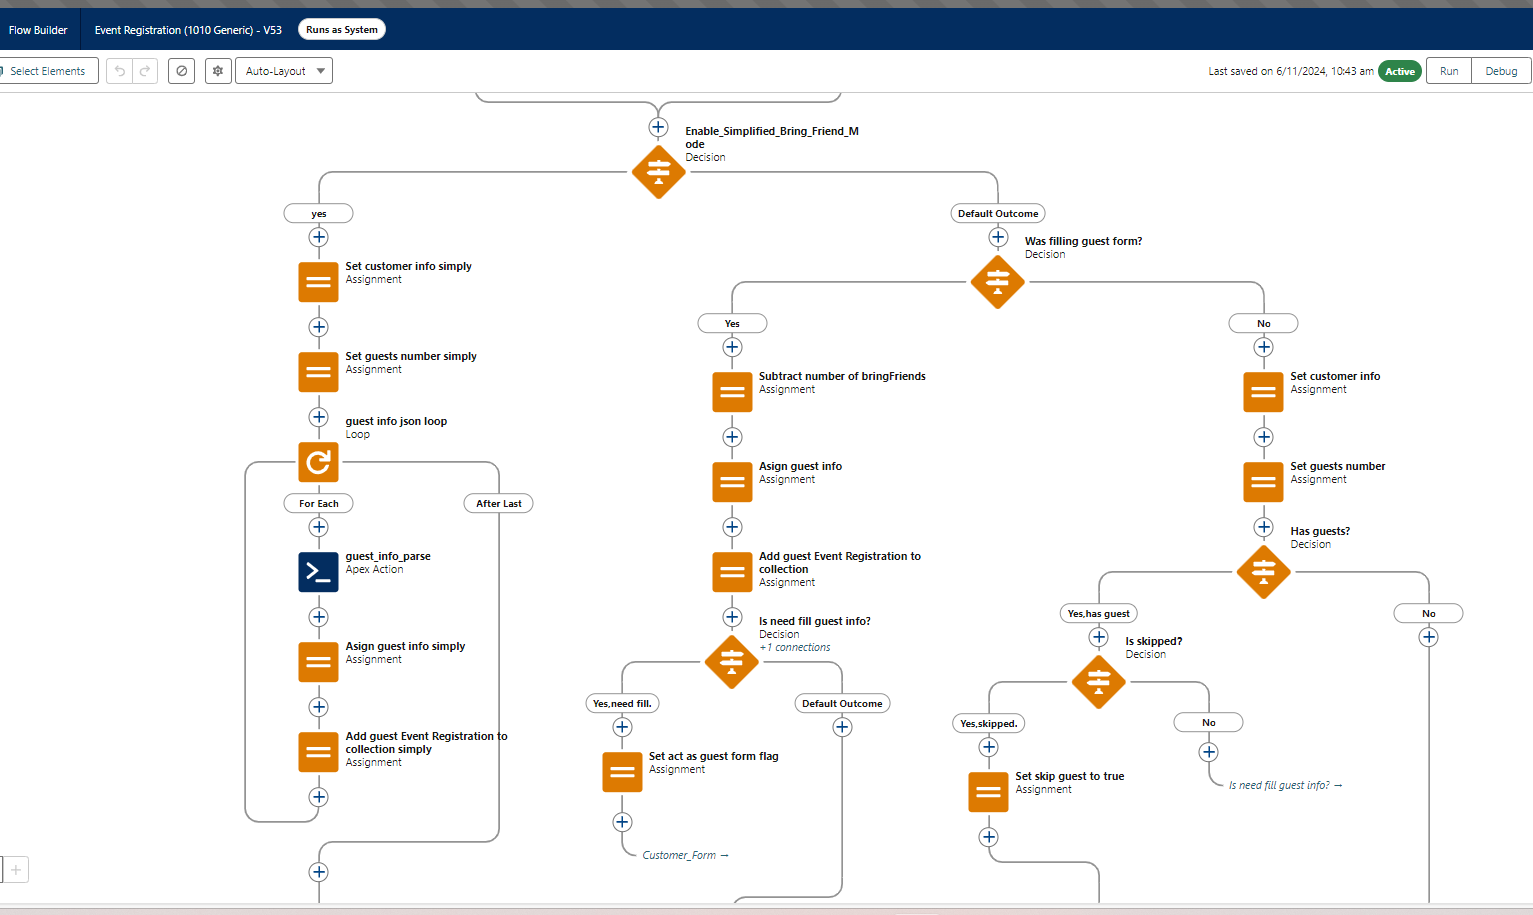 Flow Builder
Event Registration (1010 Generic) - V53
Runs as System
Select Elements
Auto-Layout
Last saved on 6/11/2024, 10:43 am
Active
Run
Debug
Enable_Simplified_Bring_Friend_M
ode
Decision
yes
Default Outcome
Was filling guest form?
Decision
Set customer info simply
Assignment
Yes
No
Set guests number simply
Assignment
Subtract number of bringFriends
Assignment
Set customer info
Assignment
guest info json loop
Loop
Asign guest info
Assignment
Set guests number
Assignment
For Each
After Last
Has guests?
Decision
guest_info_parse
Apex Action
Add guest Event Registration to
collection
Assignment
Is need fill guest info?
Decision
+1 connections
Yes,has guest
No
Asign guest info simply
Assignment
Is skipped?
Decision
Yes,need fill.
Default Outcome
Yes,skipped.
No
Add guest Event Registration to
collection simply
Assignment
Set act as guest form flag
Assignment
Set skip guest to true
Assignment
Is need fill guest info? →
Customer_Form →